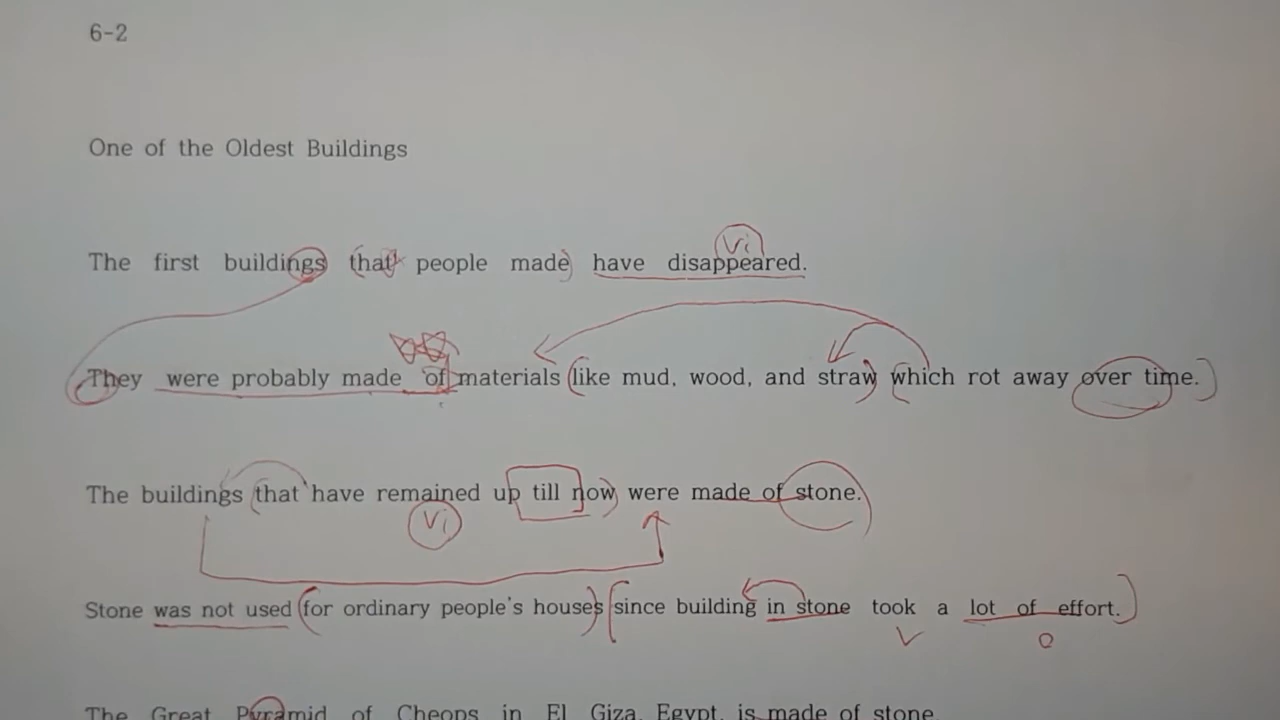 6-2
One of the Oldest Buildings
Vi
The first buildings that people made have disappeared.
They were probably made of materials like mud, wood, and straw which rot away over time.
The buildings that have remained up till now were made of stone.
Vi
Stone was not used for ordinary people's houses since building in stone took a lot of effort.
V O
The Great Pyramid of Cheops in El Giza, Egypt, is made of stone.